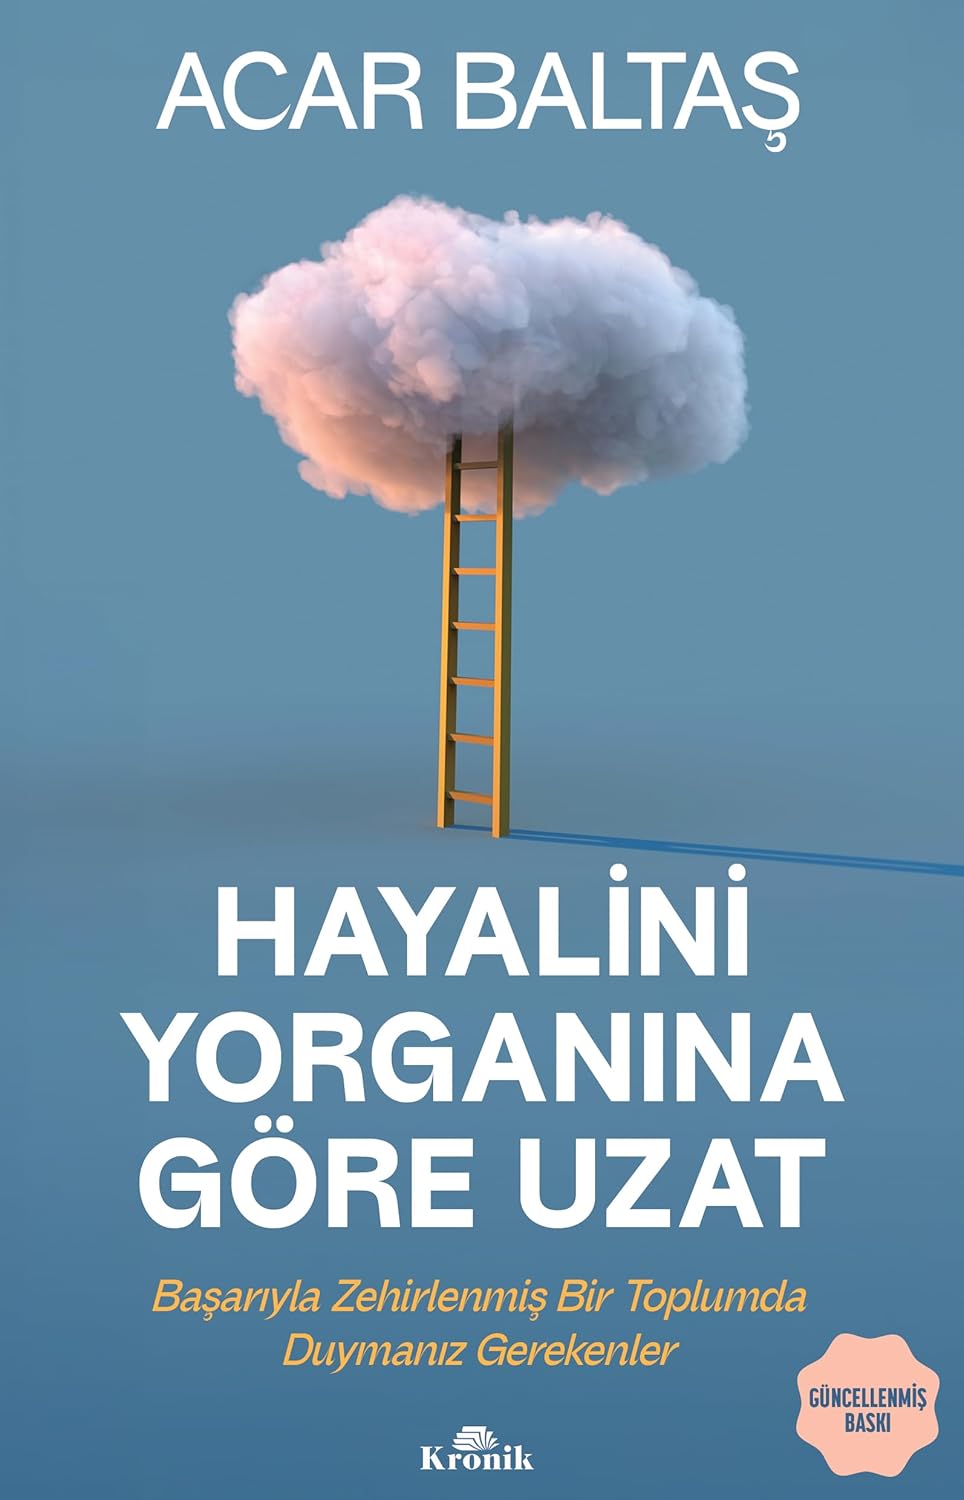 ACAR BALTAŞ
HAYALİNİ
YORGANINA
GÖRE UZAT
Başarıyla Zehirlenmiş Bir Toplumda
Duymanız Gerekenler
GÜNCELLENMİŞ
BASKI
Kronik